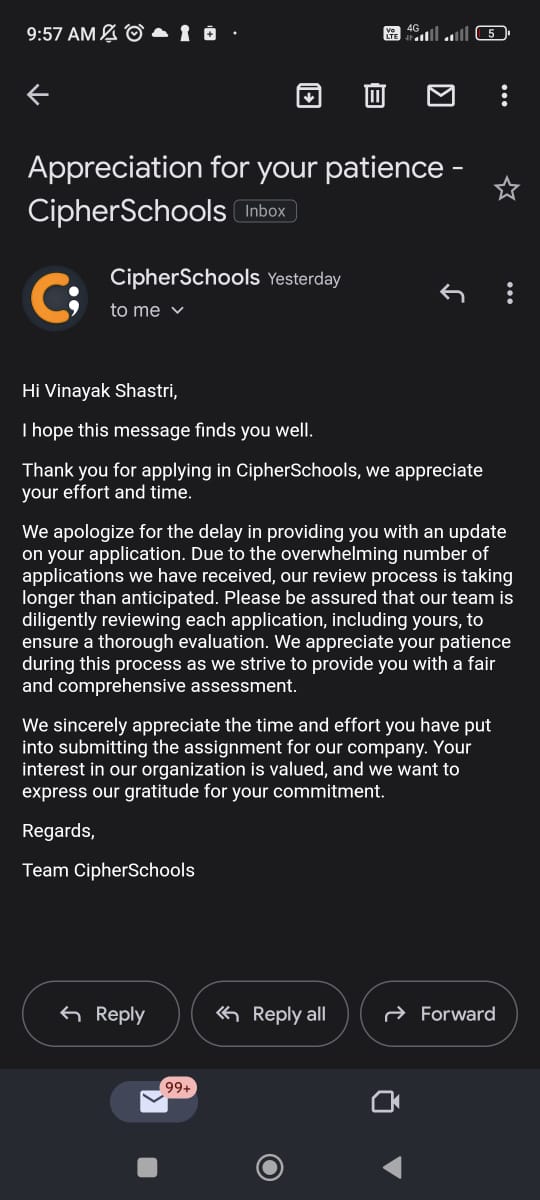 9:57 AM
Vo LTE 4G 5
Appreciation for your patience -
CipherSchools Inbox
CipherSchools Yesterday
to me
Hi Vinayak Shastri,
I hope this message finds you well.
Thank you for applying in CipherSchools, we appreciate
your effort and time.
We apologize for the delay in providing you with an update
on your application. Due to the overwhelming number of
applications we have received, our review process is taking
longer than anticipated. Please be assured that our team is
diligently reviewing each application, including yours, to
ensure a thorough evaluation. We appreciate your patience
during this process as we strive to provide you with a fair
and comprehensive assessment.
We sincerely appreciate the time and effort you have put
into submitting the assignment for our company. Your
interest in our organization is valued, and we want to
express our gratitude for your commitment.
Regards,
Team CipherSchools
Reply Reply all Forward
99+